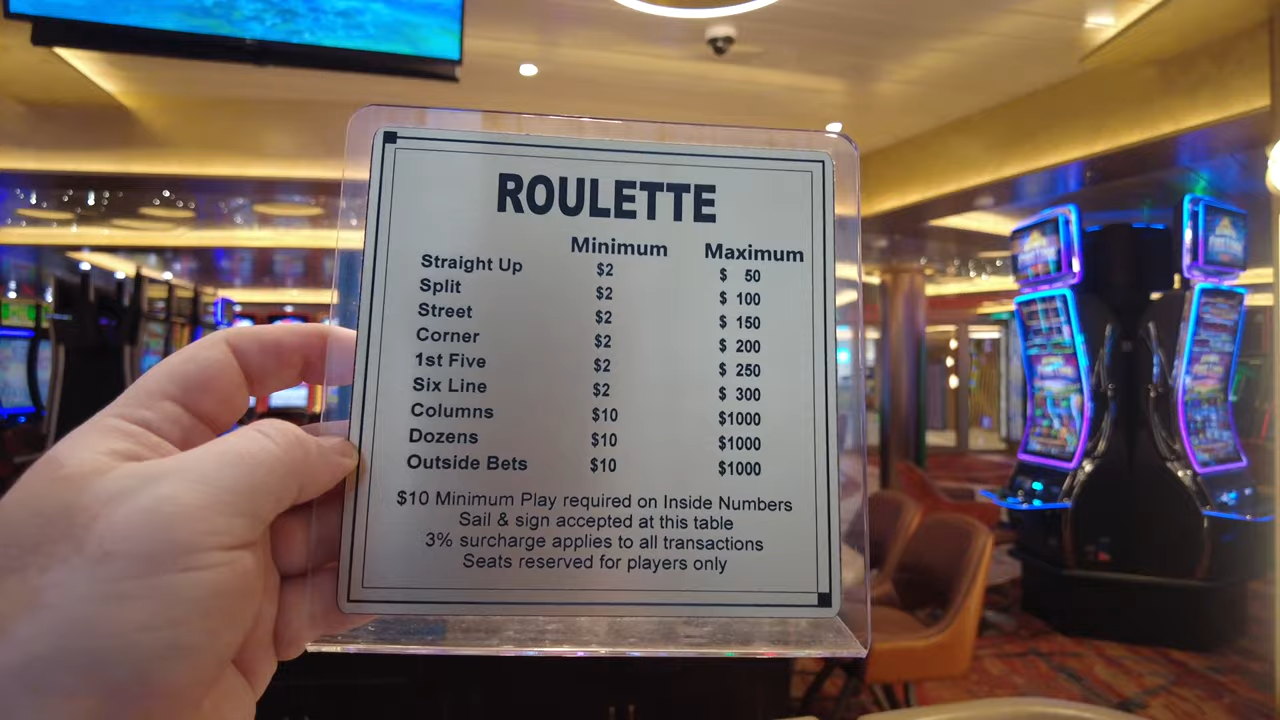 ROULETTE
Minimum Maximum
Straight Up $2 $ 50
Split $2 $ 100
Street $2 $ 150
Corner $2 $ 200
1st Five $2 $ 250
Six Line $2 $ 300
Columns $10 $1000
Dozens $10 $1000
Outside Bets $10 $1000
$10 Minimum Play required on Inside Numbers
Sail & sign accepted at this table
3% surcharge applies to all transactions
Seats reserved for players only